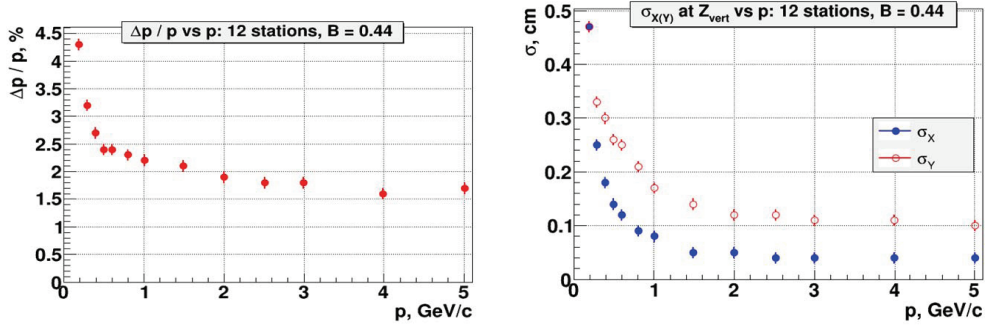 Δp / p vs p: 12 stations, B = 0.44
Δp / p, %
4.5
4
3.5
3
2.5
2
1.5
1
0.5
0
0 1 2 3 4 5
p, GeV/c
σX(Y) at Zvert vs p: 12 stations, B = 0.44
σ, cm
0.5
0.4
0.3
0.2
0.1
0
σX
σY
0 1 2 3 4 5
p, GeV/c